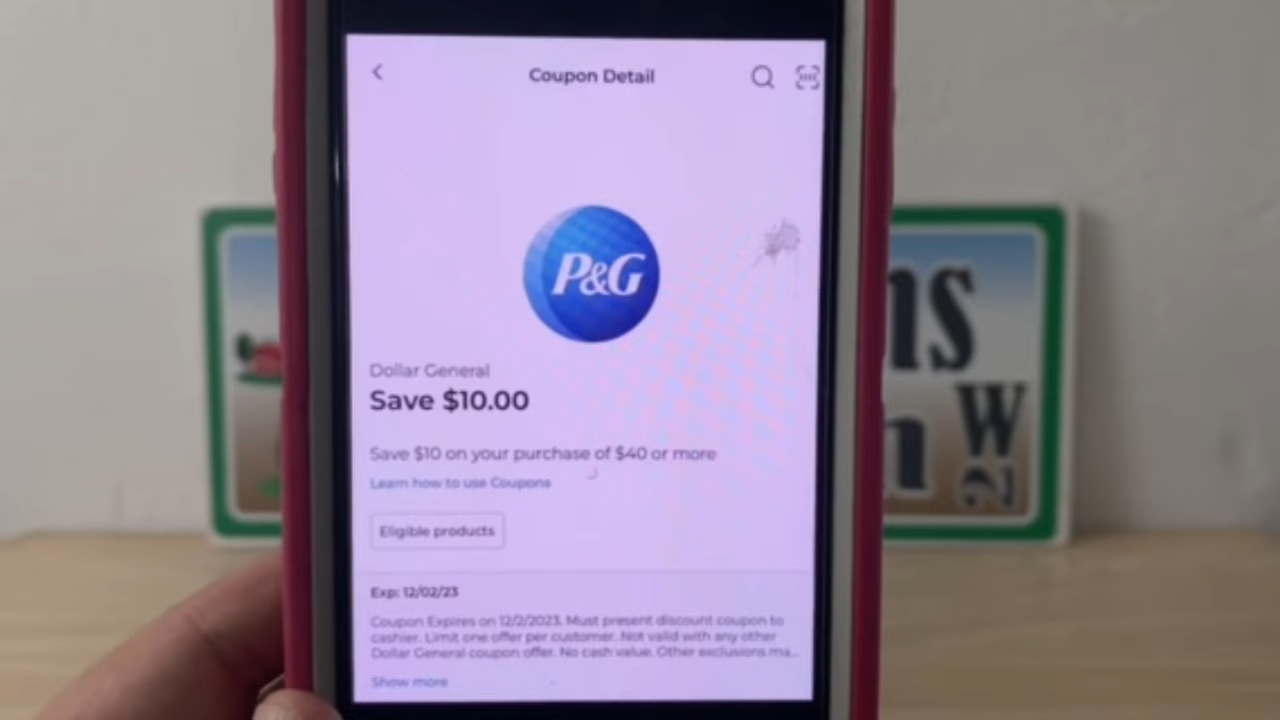 Coupon Detail
P&G
Dollar General
Save $10.00
Save $10 on your purchase of $40 or more
Learn how to use Coupons
Eligible products
Exp: 12/02/23
Coupon Expires on 12/2/2023. Must present discount coupon to
cashier. Limit one offer per customer. Not valid with any other
Dollar General coupon offer. No cash value. Other exclusions ma...
Show more
ns
W